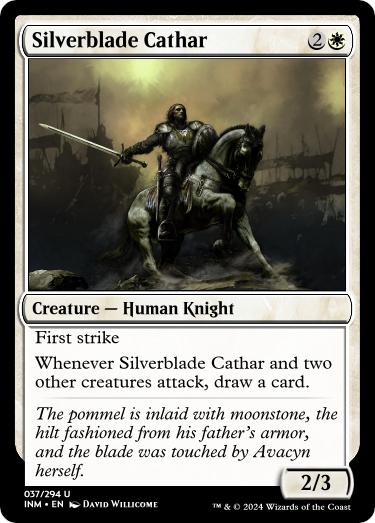 Silverblade Cathar 2
Creature — Human Knight
First strike
Whenever Silverblade Cathar and two
other creatures attack, draw a card.
The pommel is inlaid with moonstone, the
hilt fashioned from his father's armor,
and the blade was touched by Avacyn
herself.
2/3
037/294 U
INM • EN David Willicome
™ & © 2024 Wizards of the Coast